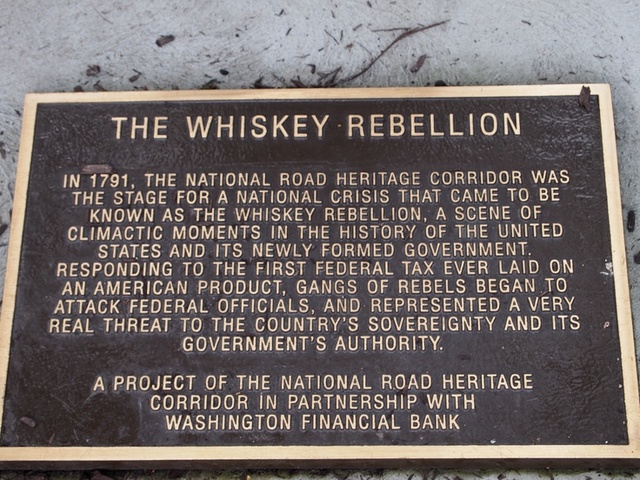 THE WHISKEY REBELLION
IN 1791, THE NATIONAL ROAD HERITAGE CORRIDOR WAS
THE STAGE FOR A NATIONAL CRISIS THAT CAME TO BE
KNOWN AS THE WHISKEY REBELLION, A SCENE OF
CLIMACTIC MOMENTS IN THE HISTORY OF THE UNITED
STATES AND ITS NEWLY FORMED GOVERNMENT.
RESPONDING TO THE FIRST FEDERAL TAX EVER LAID ON
AN AMERICAN PRODUCT, GANGS OF REBELS BEGAN TO
ATTACK FEDERAL OFFICIALS, AND REPRESENTED A VERY
REAL THREAT TO THE COUNTRY'S SOVEREIGNTY AND ITS
GOVERNMENT'S AUTHORITY.
A PROJECT OF THE NATIONAL ROAD HERITAGE
CORRIDOR IN PARTNERSHIP WITH
WASHINGTON FINANCIAL BANK